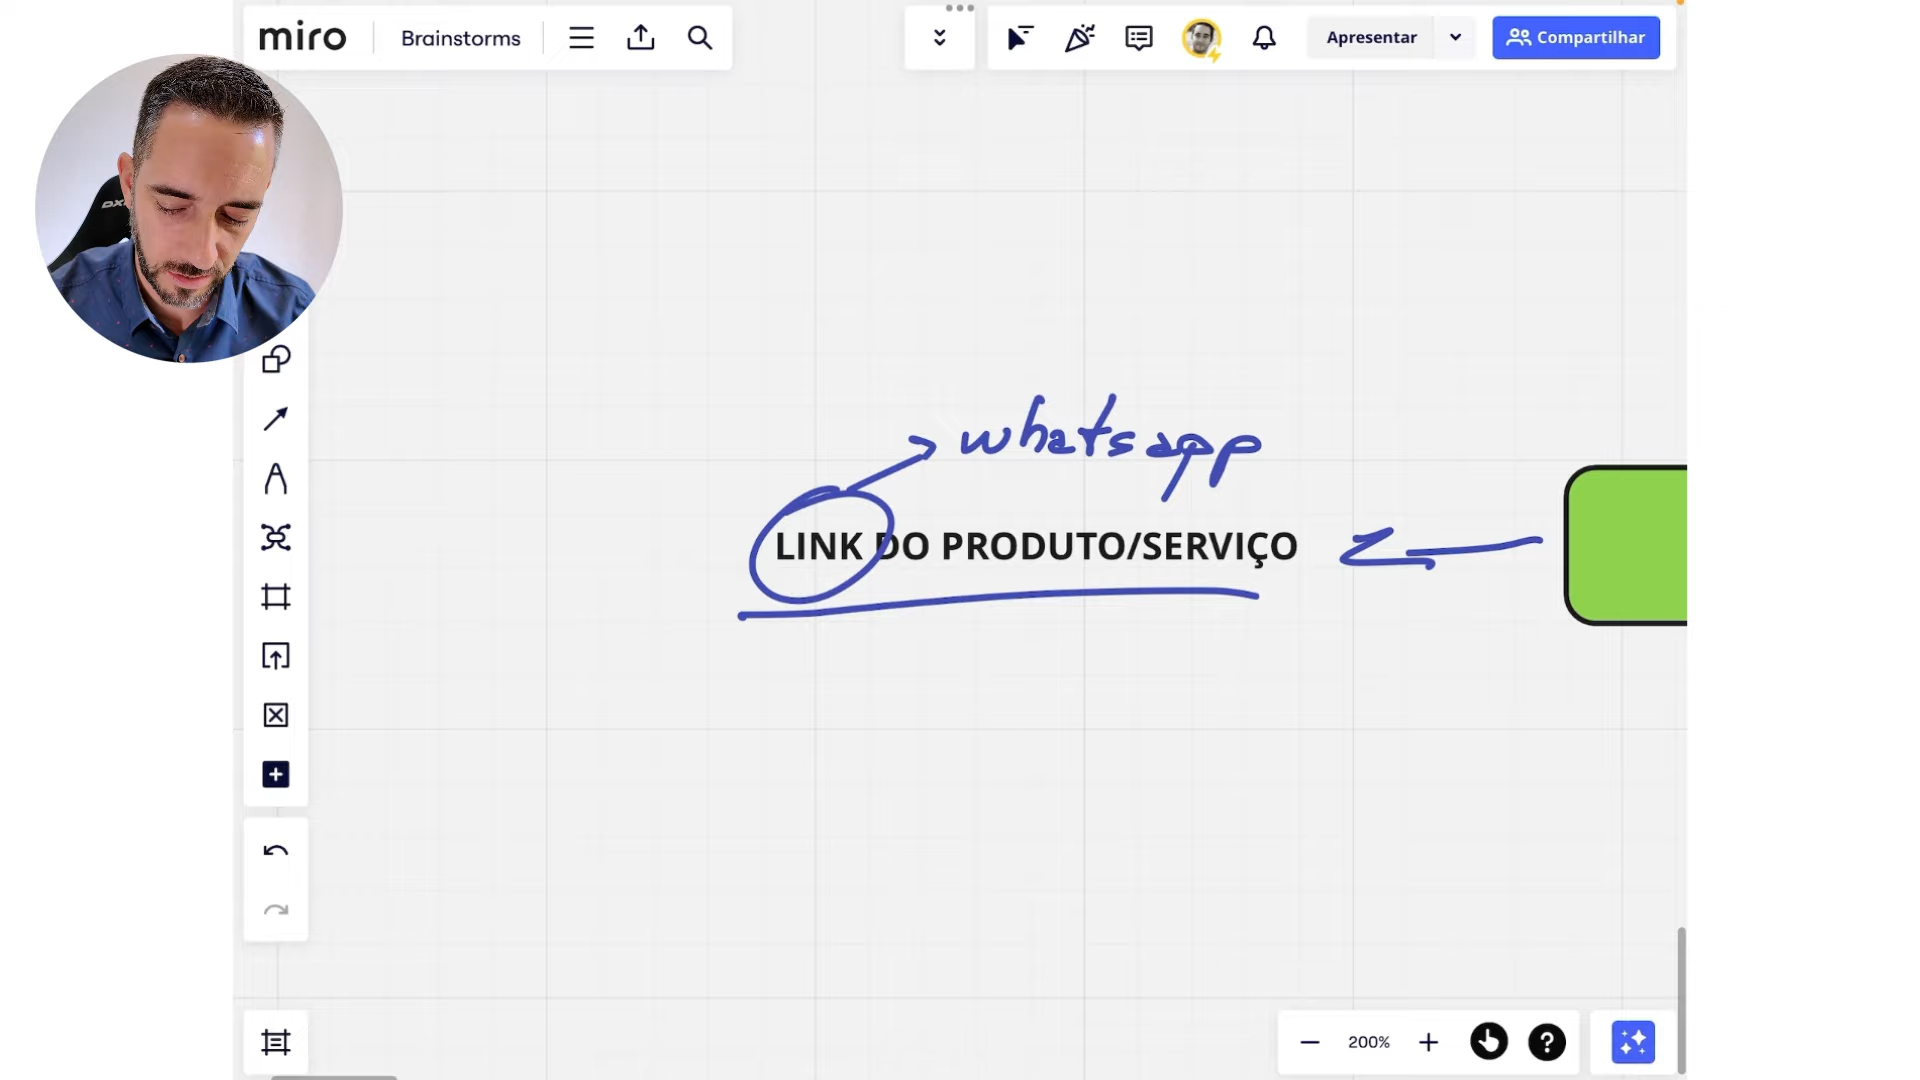 miro
Brainstorms
Apresentar
Compartilhar
whatsapp
LINK DO PRODUTO/SERVIÇO
200%